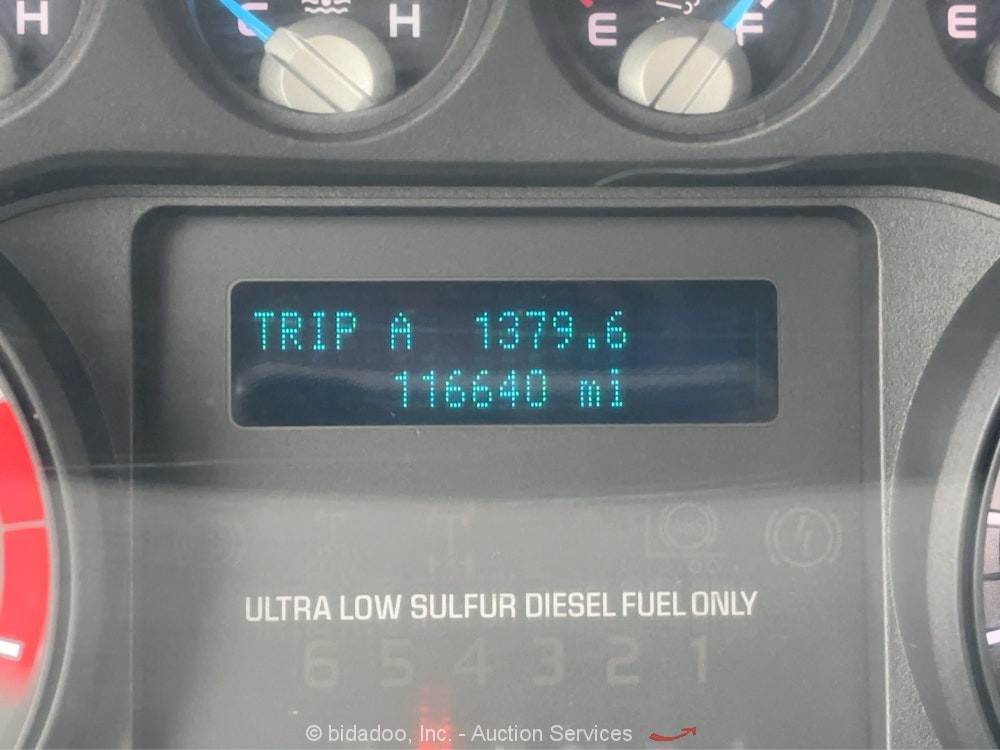 H C H E F E
TRIP A 1379.6
116640 mi
ULTRA LOW SULFUR DIESEL FUEL ONLY
6 5 4 3 2 1
© bidadoo, Inc. - Auction Services